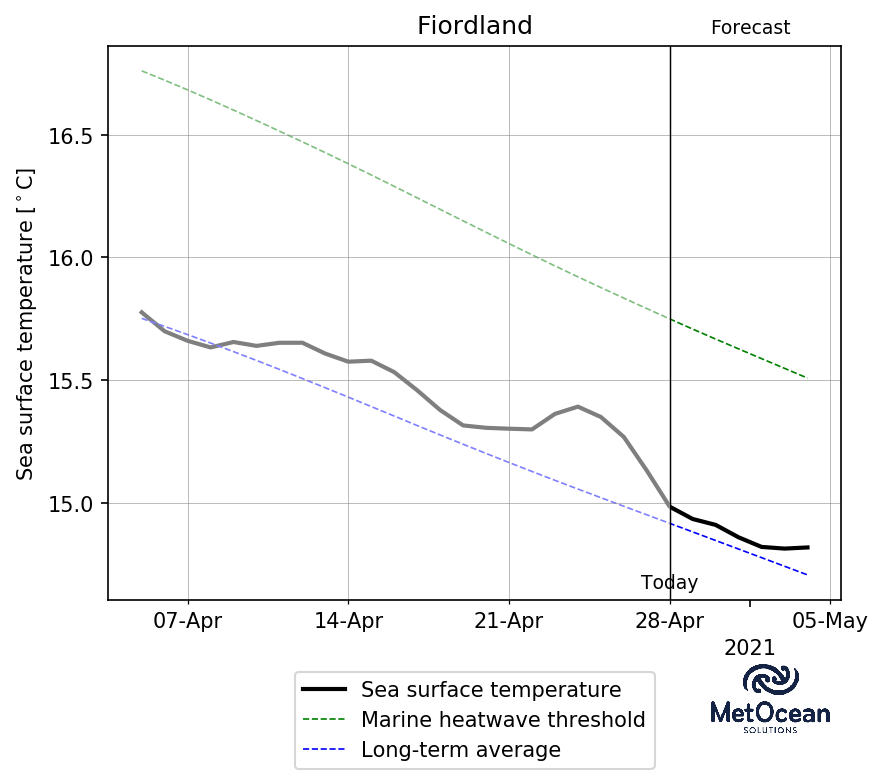 Fiordland
Forecast
Sea surface temperature [°C]
16.5
16.0
15.5
15.0
Today
07-Apr
14-Apr
21-Apr
28-Apr
05-May
2021
Sea surface temperature
Marine heatwave threshold
Long-term average
MetOcean
SOLUTIONS